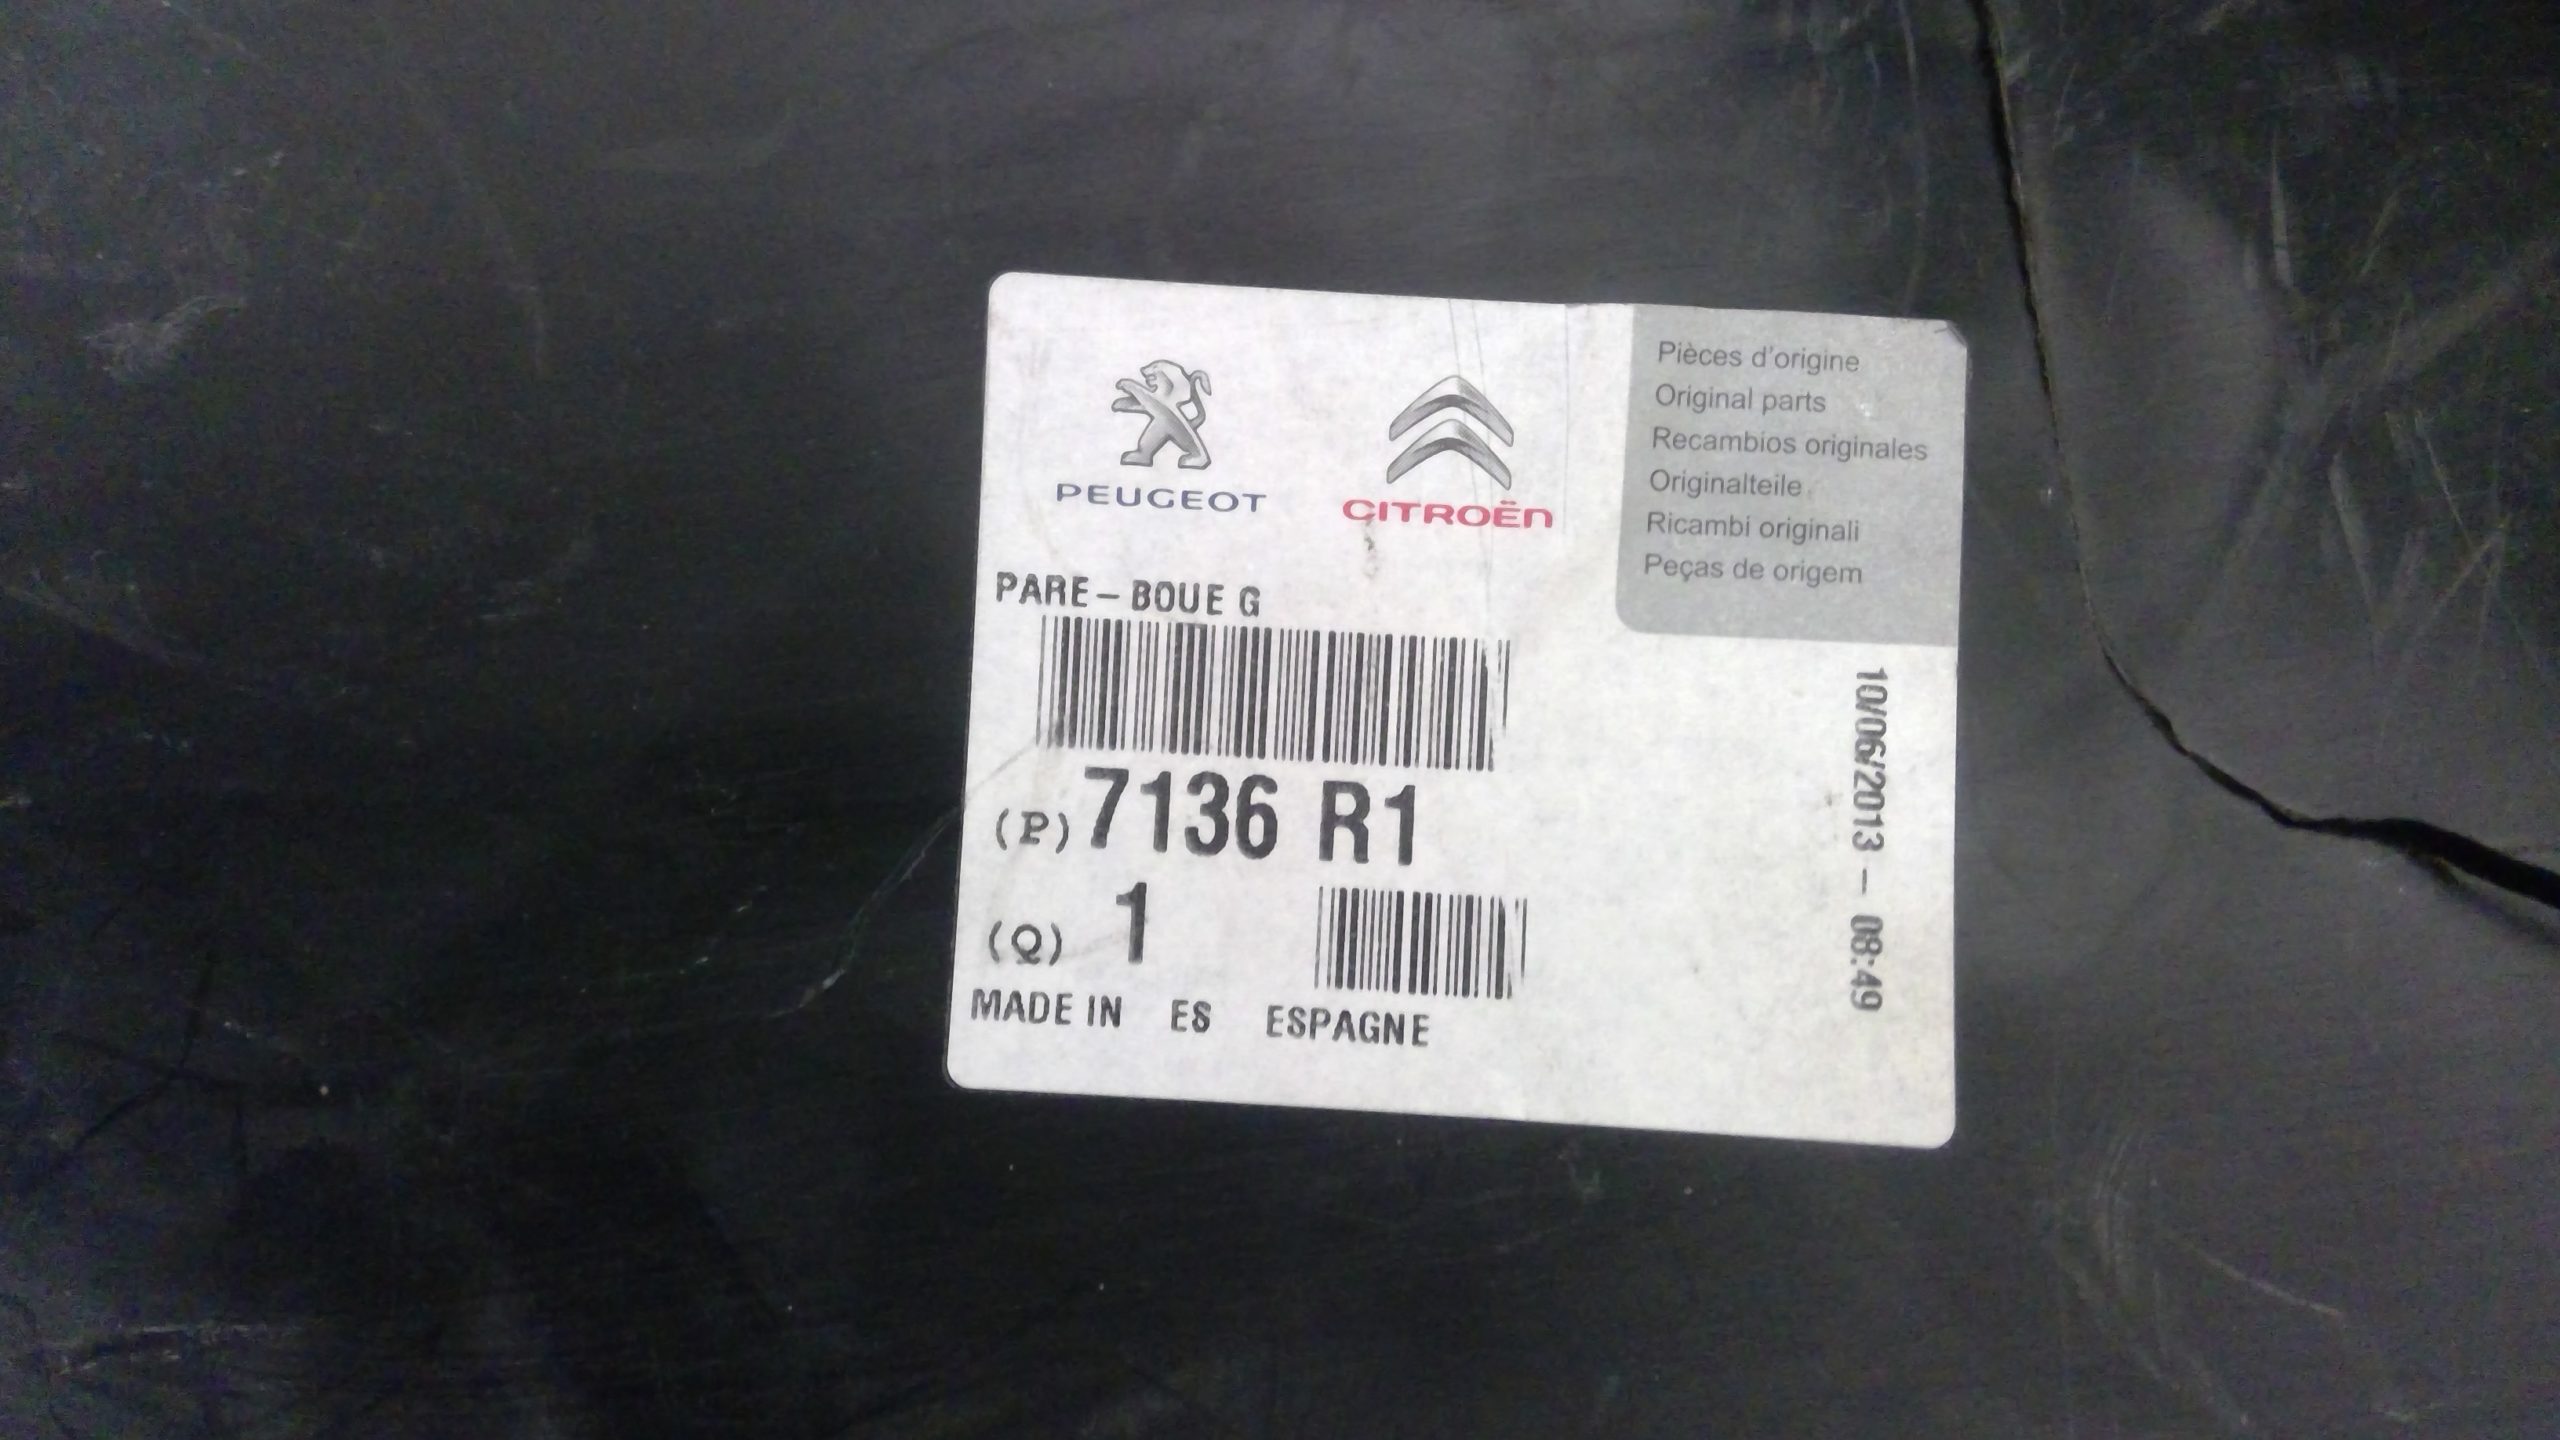 PEUGEOT
CITROËN
Pièces d'origine
Original parts
Recambios originales
Originalteile
Ricambi originali
Peças de origem
PARE-BOUE G
(P) 7136 R1
(Q) 1
MADE IN ES ESPAGNE
10/06/2013 - 08:49